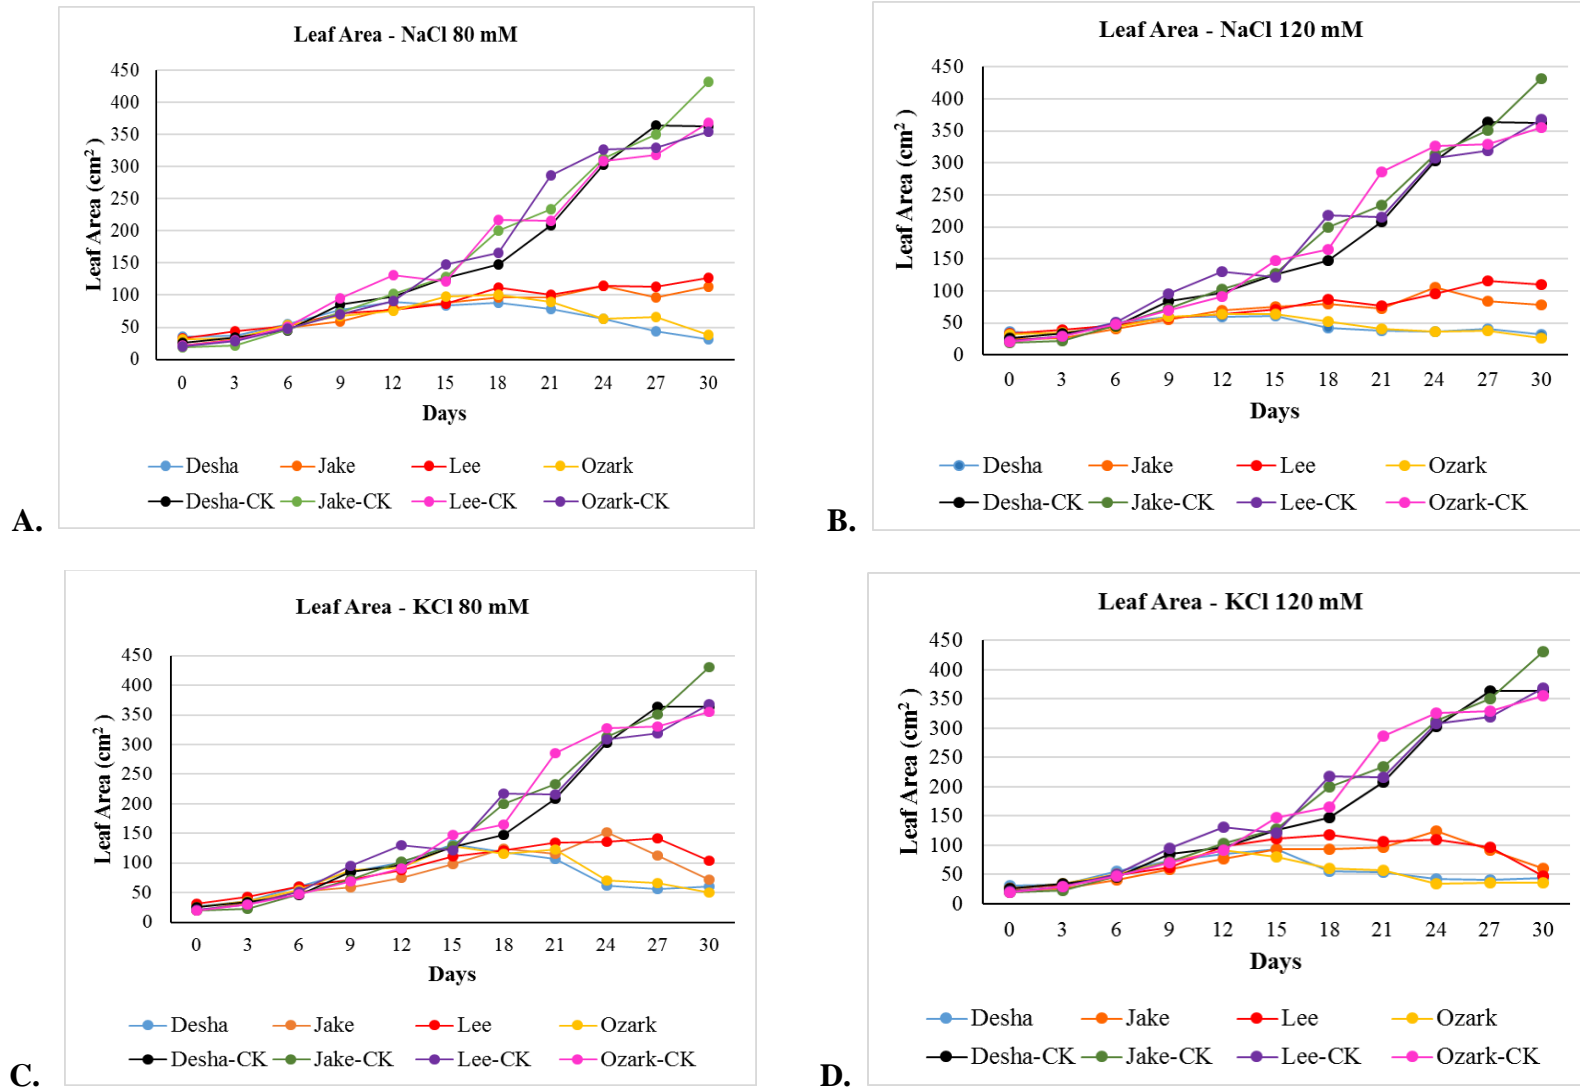 Leaf Area - NaCl 80 mM
Leaf Area (cm²)
450
400
350
300
250
200
150
100
50
0
0 3 6 9 12 15 18 21 24 27 30
Days
Desha Jake Lee Ozark
Desha-CK Jake-CK Lee-CK Ozark-CK
A.
Leaf Area - NaCl 120 mM
Leaf Area (cm²)
450
400
350
300
250
200
150
100
50
0
0 3 6 9 12 15 18 21 24 27 30
Days
Desha Jake Lee Ozark
Desha-CK Jake-CK Lee-CK Ozark-CK
B.
Leaf Area - KCl 80 mM
Leaf Area (cm²)
450
400
350
300
250
200
150
100
50
0
0 3 6 9 12 15 18 21 24 27 30
Days
Desha Jake Lee Ozark
Desha-CK Jake-CK Lee-CK Ozark-CK
C.
Leaf Area - KCl 120 mM
Leaf Area (cm²)
450
400
350
300
250
200
150
100
50
0
0 3 6 9 12 15 18 21 24 27 30
Days
Desha Jake Lee Ozark
Desha-CK Jake-CK Lee-CK Ozark-CK
D.